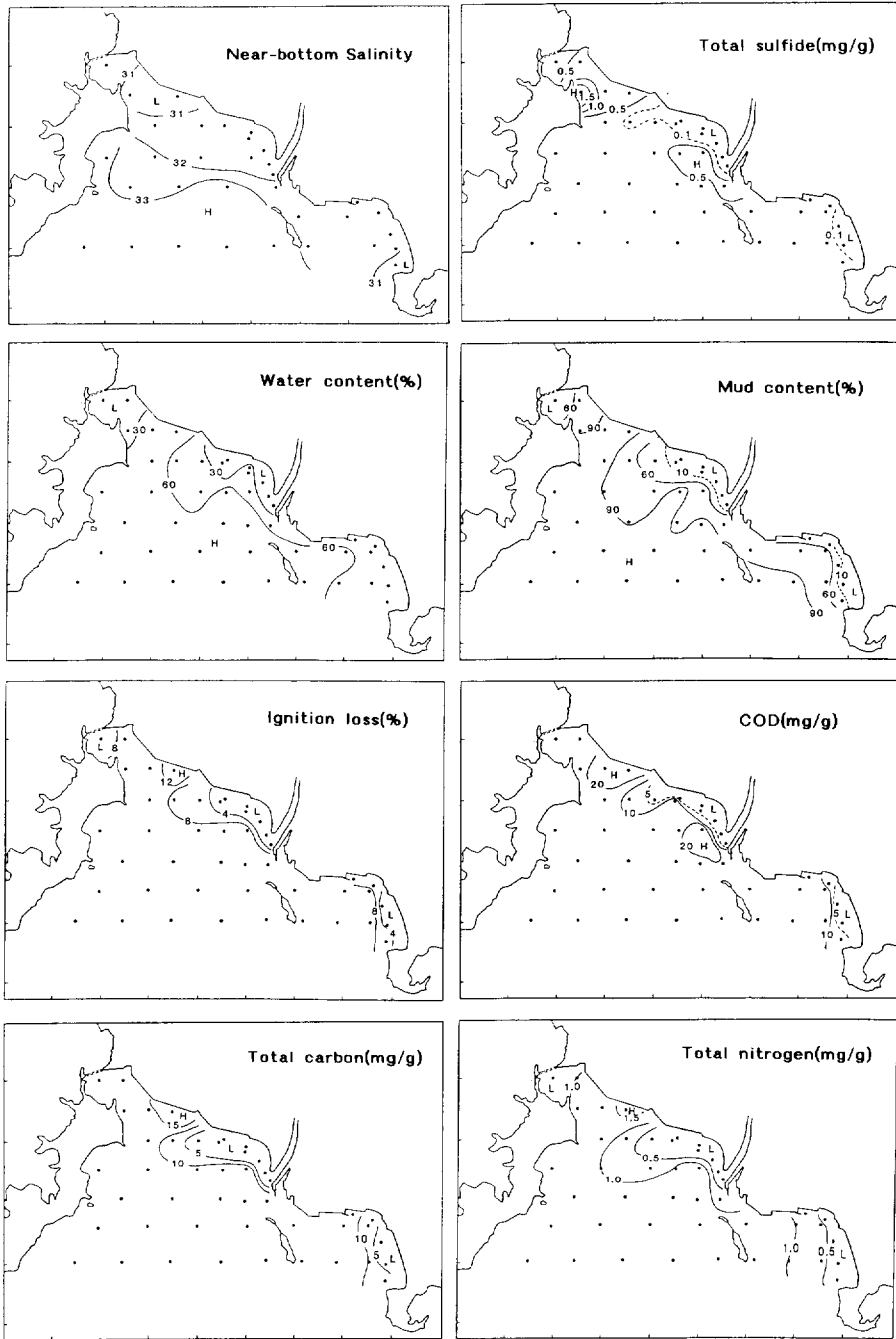 Near-bottom Salinity
31
L
31
32
33
H
L
31
Total sulfide(mg/g)
0.5
H
1.5
1.0
0.5
L
0.1
H
0.5
0.1
L
Water content(%)
L
30
30
L
60
H
60
Mud content(%)
L
60
90
10
L
60
90
H
10
60
L
90
Ignition loss(%)
L
8
H
12
4
L
8
8
L
4
COD(mg/g)
H
20
5
L
10
20
H
5
L
10
Total carbon(mg/g)
H
15
L
5
10
10
5
L
Total nitrogen(mg/g)
L
1.0
H
1.5
L
0.5
1.0
1.0
0.5
L